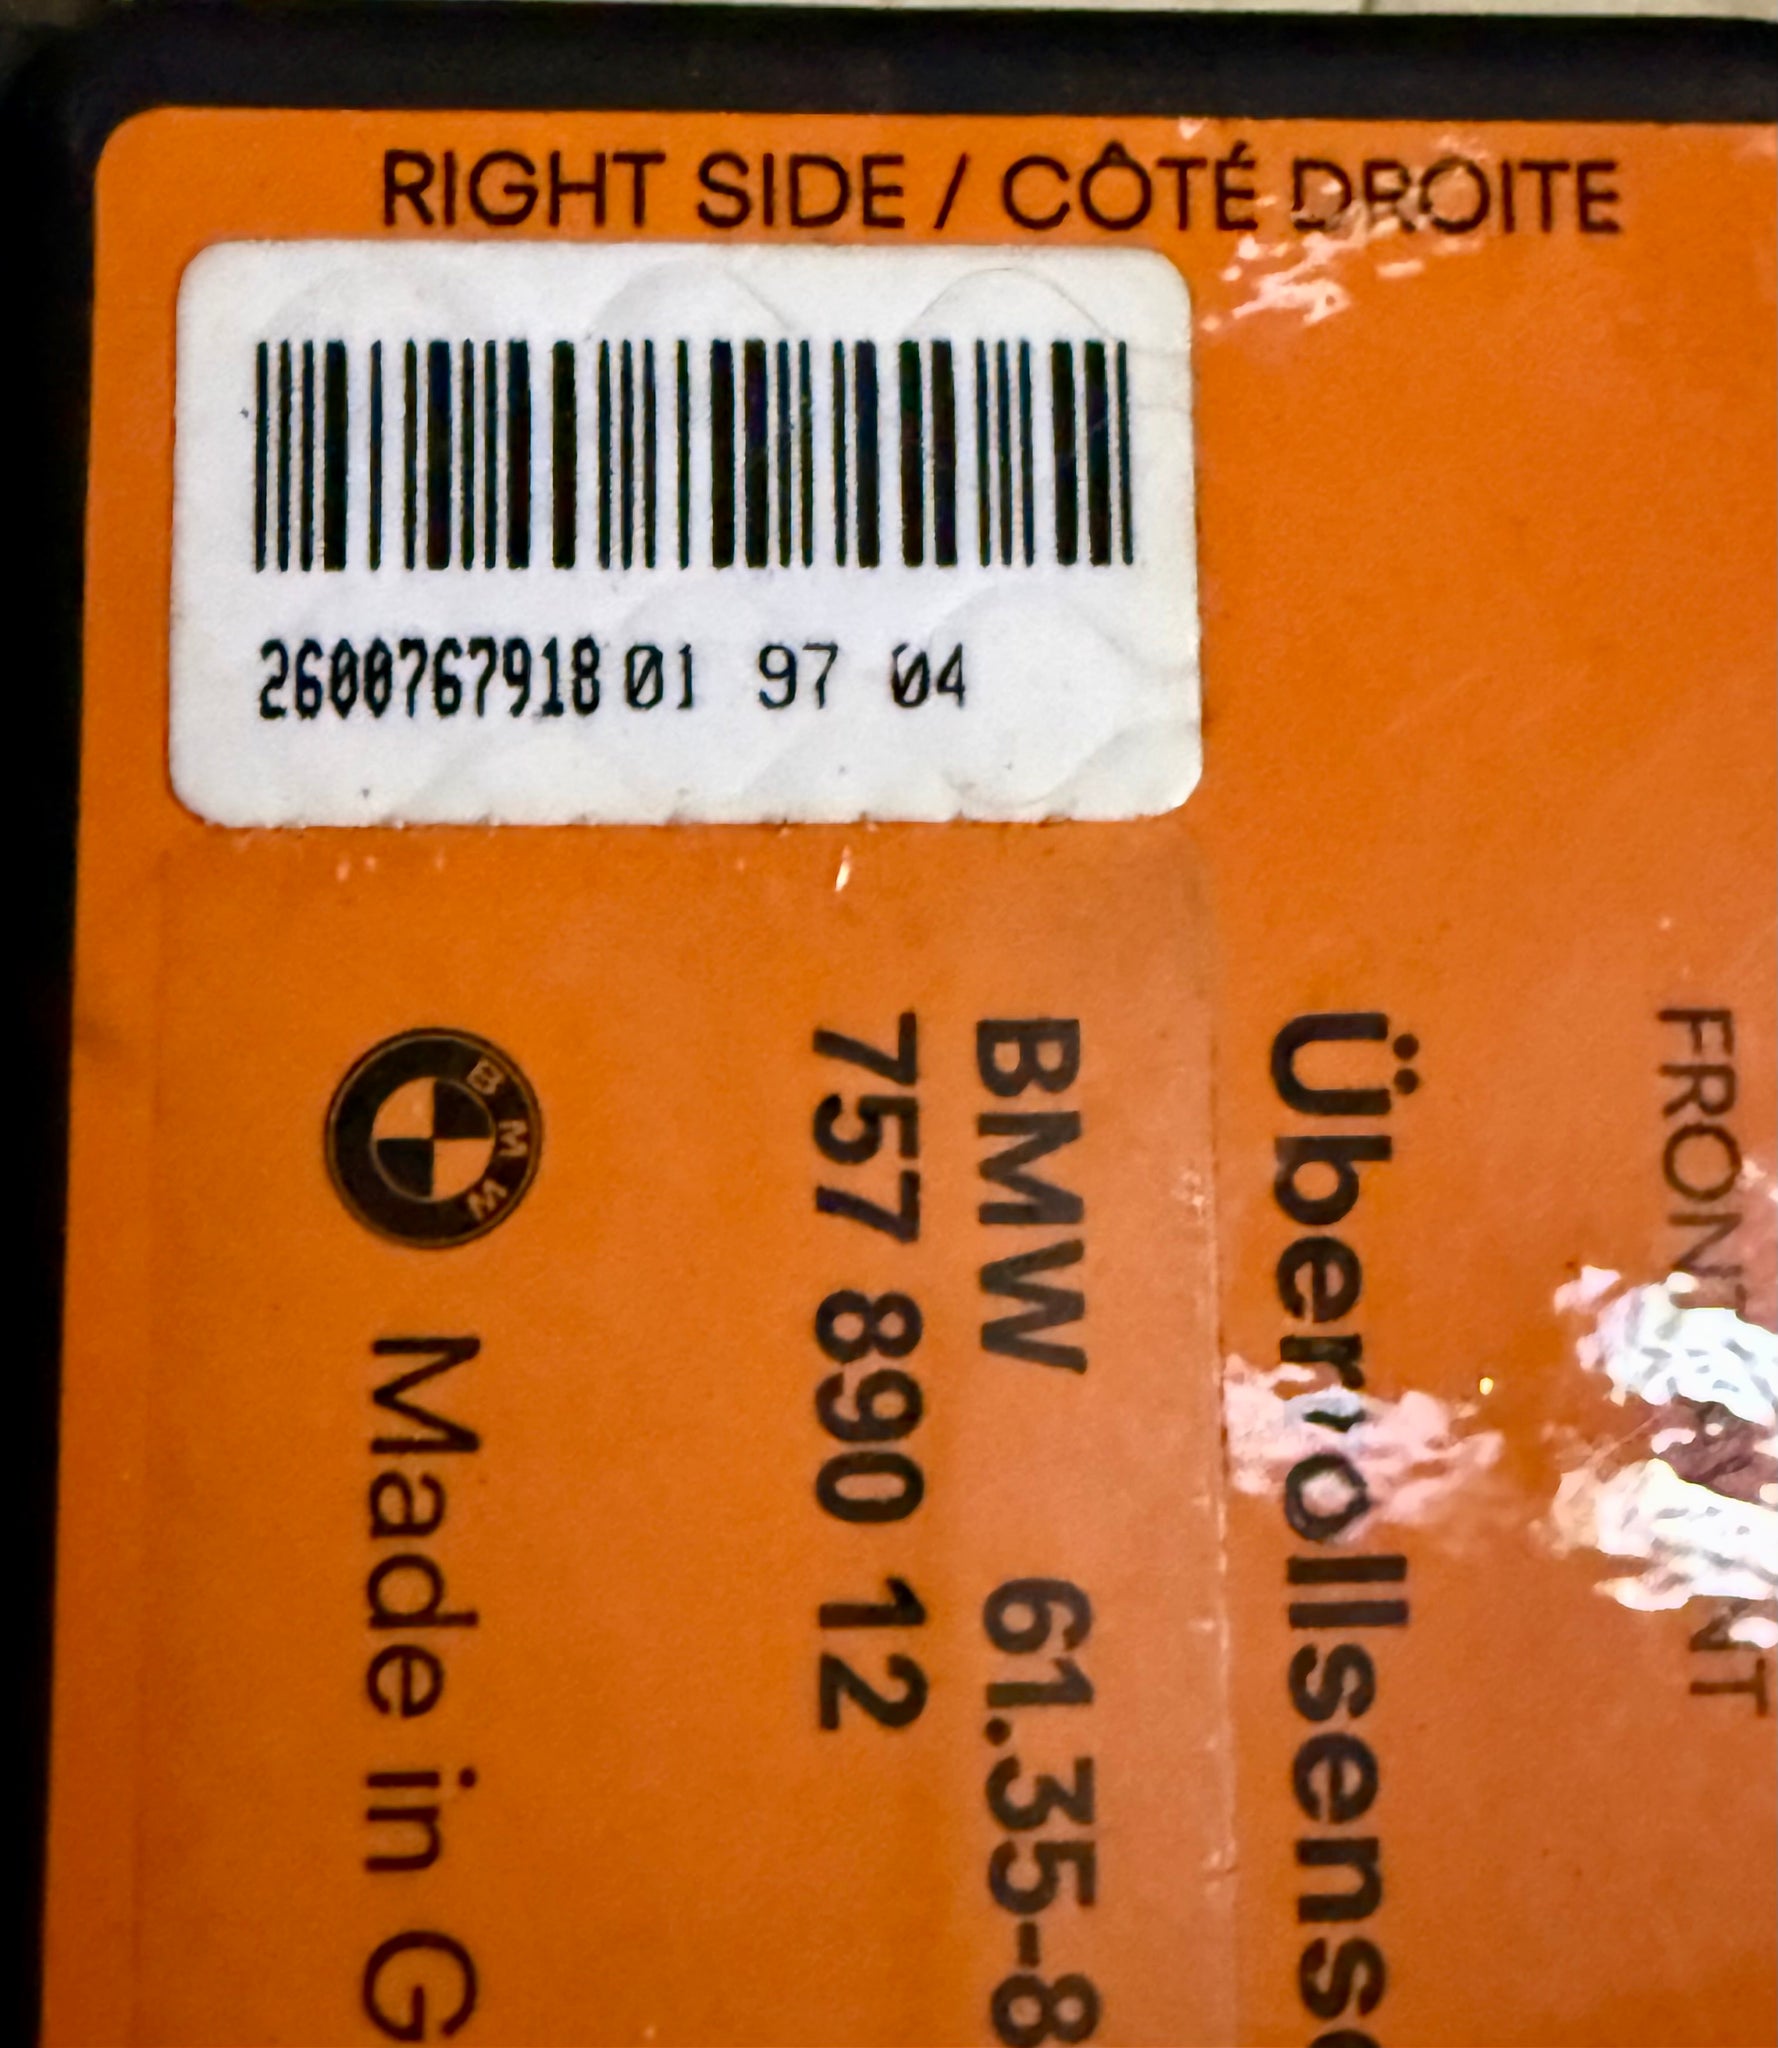 RIGHT SIDE / CÔTÉ DROITE
2600767918 01 97 04
FRONT
Überrollsens
BMW 61.35-8
757 890 12
BMW
Made in G